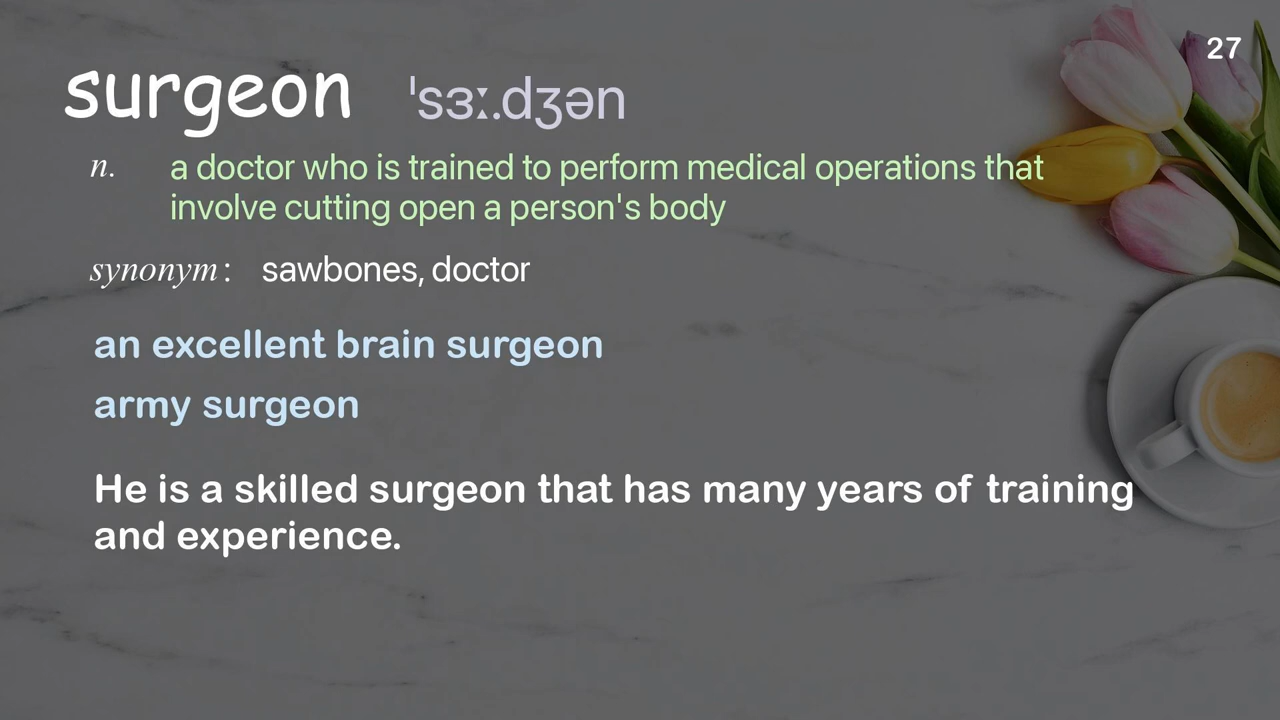 27
surgeon ˈsɜː.dʒən
n. a doctor who is trained to perform medical operations that
involve cutting open a person's body
synonym: sawbones, doctor
an excellent brain surgeon
army surgeon
He is a skilled surgeon that has many years of training
and experience.